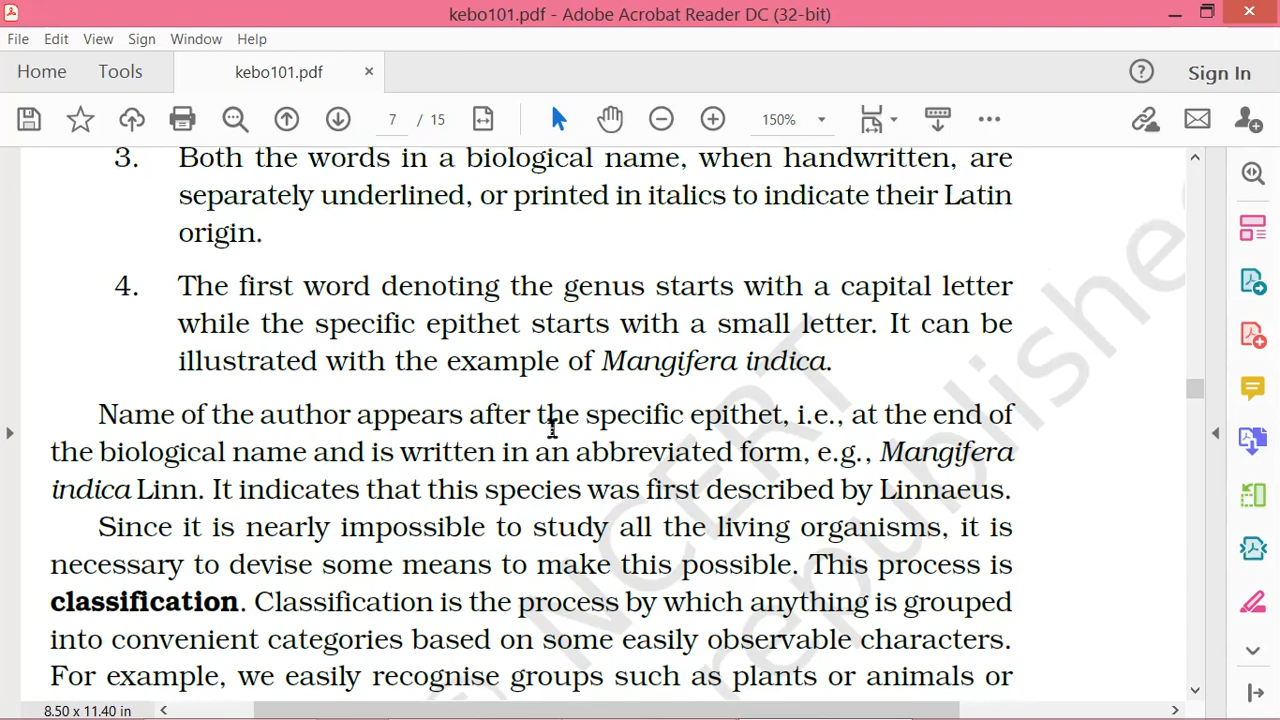 kebo101.pdf - Adobe Acrobat Reader DC (32-bit)
File Edit View Sign Window Help
Home Tools kebo101.pdf × ? Sign In
7 / 15 150%
3. Both the words in a biological name, when handwritten, are
separately underlined, or printed in italics to indicate their Latin
origin.
4. The first word denoting the genus starts with a capital letter
while the specific epithet starts with a small letter. It can be
illustrated with the example of Mangifera indica.
Name of the author appears after the specific epithet, i.e., at the end of
the biological name and is written in an abbreviated form, e.g., Mangifera
indica Linn. It indicates that this species was first described by Linnaeus.
Since it is nearly impossible to study all the living organisms, it is
necessary to devise some means to make this possible. This process is
classification. Classification is the process by which anything is grouped
into convenient categories based on some easily observable characters.
For example, we easily recognise groups such as plants or animals or
NCERT
republishe
8.50 x 11.40 in